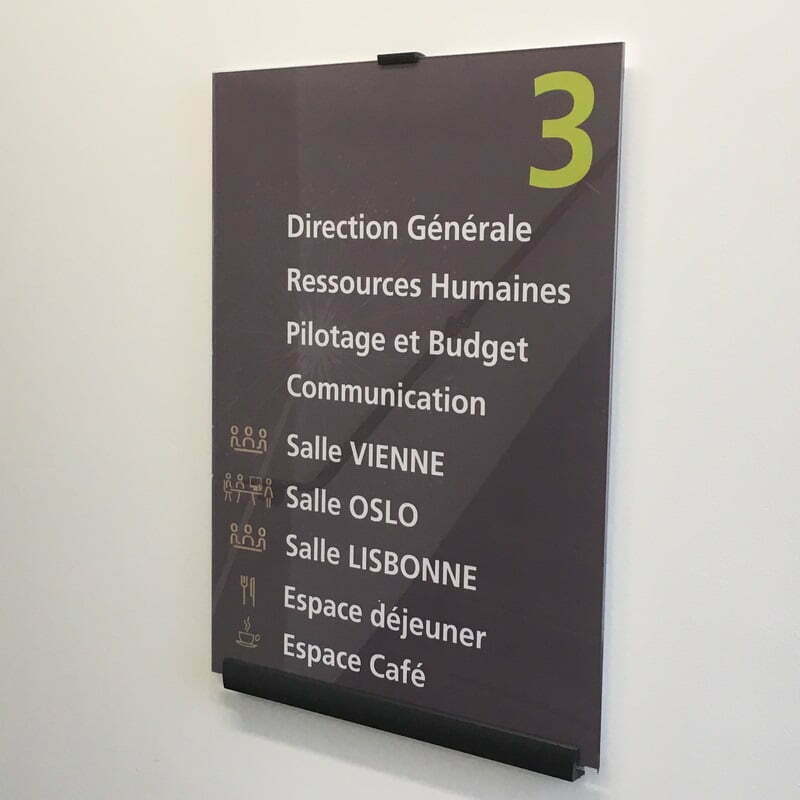 3
Direction Générale
Ressources Humaines
Pilotage et Budget
Communication
Salle VIENNE
Salle OSLO
Salle LISBONNE
Espace déjeuner
Espace Café